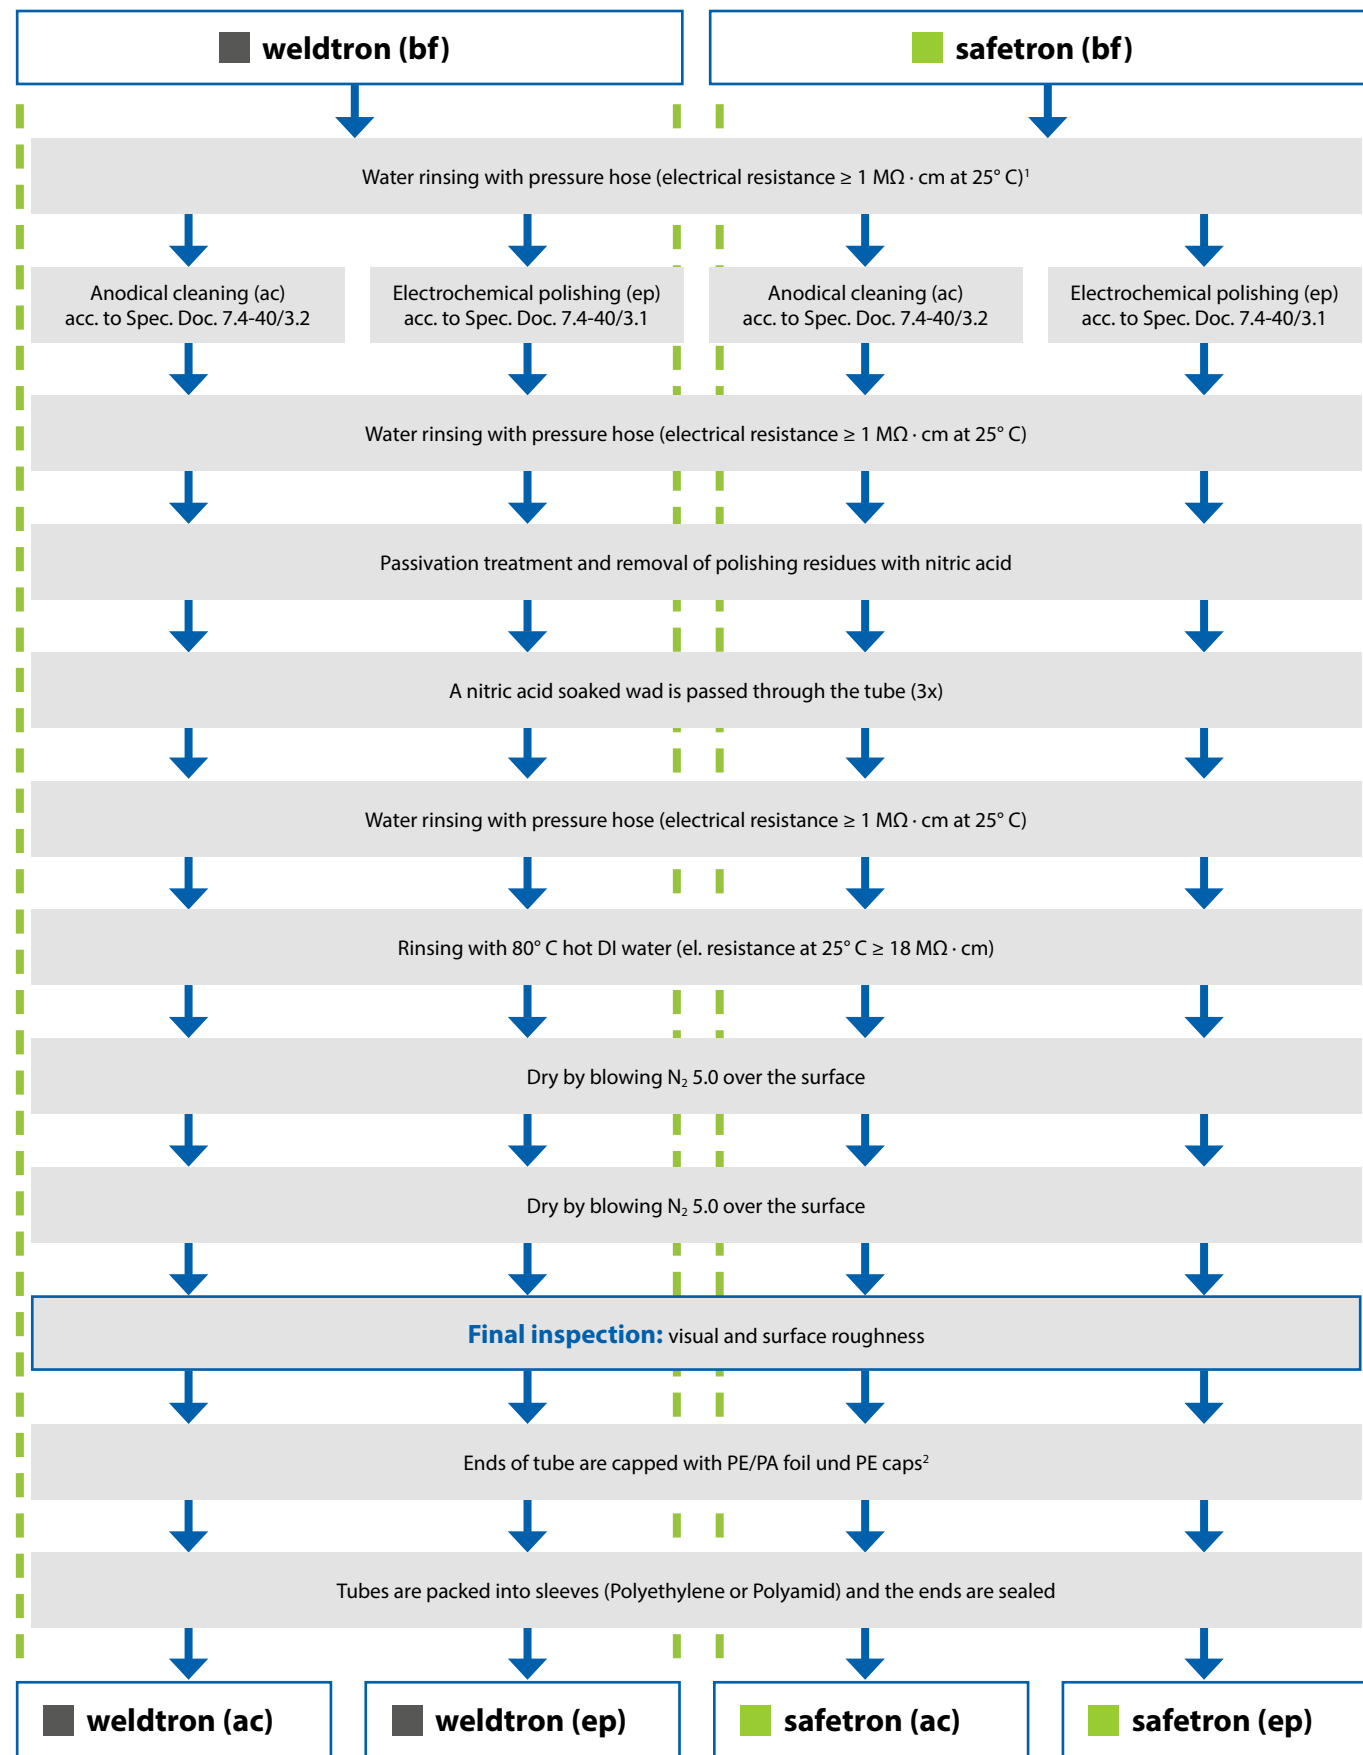 weldtron (bf)
safetron (bf)
Water rinsing with pressure hose (electrical resistance ≥ 1 MΩ · cm at 25° C)¹
Anodical cleaning (ac)
acc. to Spec. Doc. 7.4-40/3.2
Electrochemical polishing (ep)
acc. to Spec. Doc. 7.4-40/3.1
Anodical cleaning (ac)
acc. to Spec. Doc. 7.4-40/3.2
Electrochemical polishing (ep)
acc. to Spec. Doc. 7.4-40/3.1
Water rinsing with pressure hose (electrical resistance ≥ 1 MΩ · cm at 25° C)
Passivation treatment and removal of polishing residues with nitric acid
A nitric acid soaked wad is passed through the tube (3x)
Water rinsing with pressure hose (electrical resistance ≥ 1 MΩ · cm at 25° C)
Rinsing with 80° C hot DI water (el. resistance at 25° C ≥ 18 MΩ · cm)
Dry by blowing N₂ 5.0 over the surface
Dry by blowing N₂ 5.0 over the surface
Final inspection: visual and surface roughness
Ends of tube are capped with PE/PA foil und PE caps²
Tubes are packed into sleeves (Polyethylene or Polyamid) and the ends are sealed
weldtron (ac)
weldtron (ep)
safetron (ac)
safetron (ep)